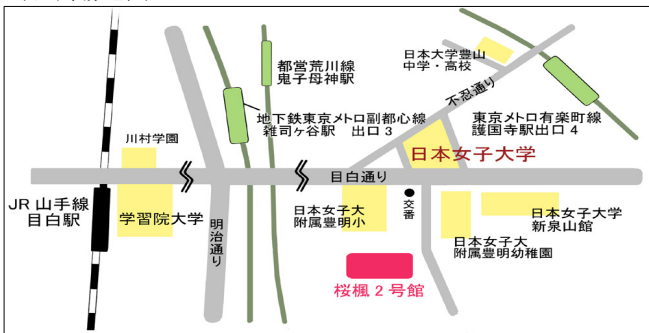 都営荒川線
鬼子母神駅
日本大学豊山
中学・高校
不忍通り
地下鉄東京メトロ副都心線
雑司ヶ谷駅 出口3
東京メトロ有楽町線
護国寺駅出口4
川村学園
日本女子大学
目白通り
JR山手線
目白駅
学習院大学
明治通り
日本女子大
附属豊明小
交番
日本女子大学
新泉山館
日本女子大
附属豊明幼稚園
桜楓2号館